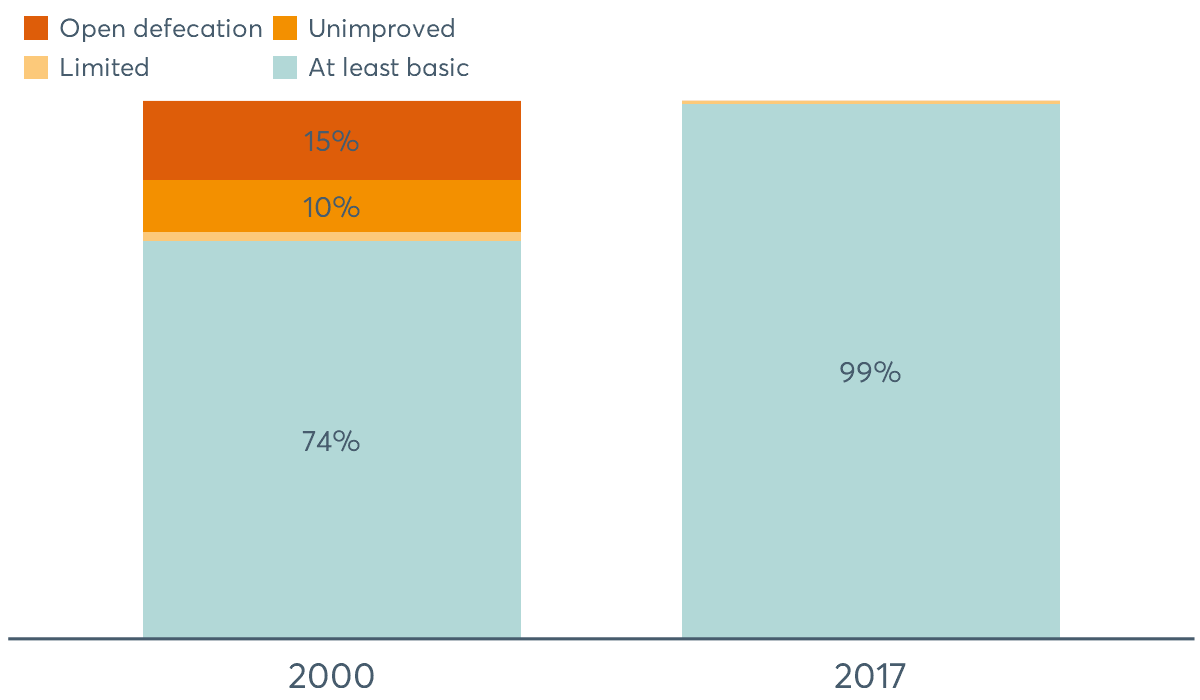 Open defecation Unimproved
Limited At least basic
15%
10%
74%
99%
2000 2017